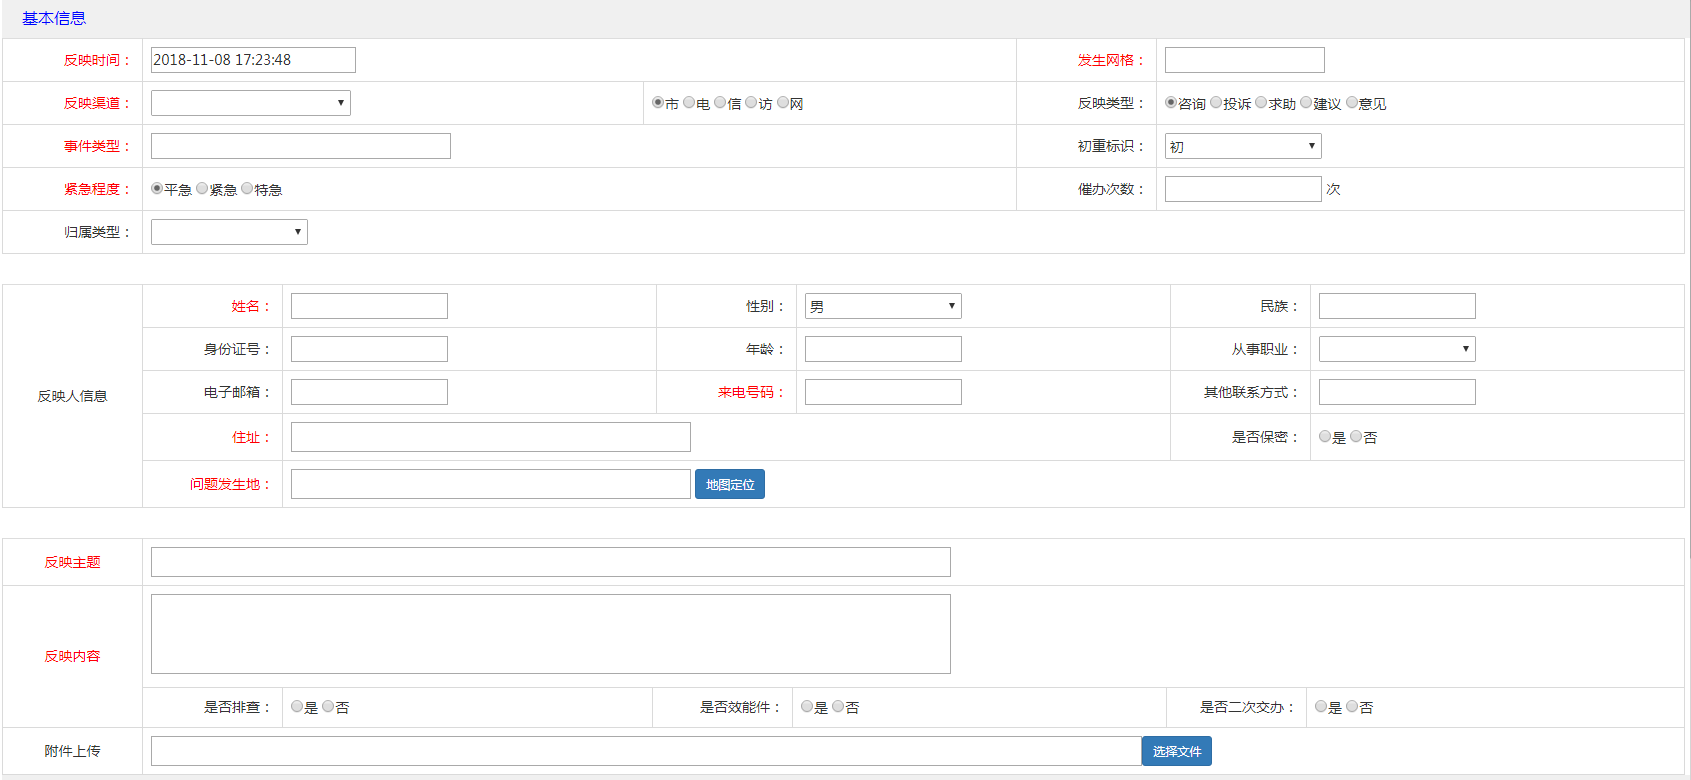 基本信息
反映时间： 2018-11-08 17:23:48 发生网格：
反映渠道： 市 电 信 访 网 反映类型： 咨询 投诉 求助 建议 意见
事件类型： 初重标识： 初
紧急程度： 平急 紧急 特急 催办次数： 次
归属类型：
姓名： 性别： 男 民族：
身份证号： 年龄： 从事职业：
反映人信息
电子邮箱： 来电号码： 其他联系方式：
住址： 是否保密： 是 否
问题发生地： 地图定位
反映主题
反映内容
是否排查： 是 否 是否效能件： 是 否 是否二次交办： 是 否
附件上传 选择文件